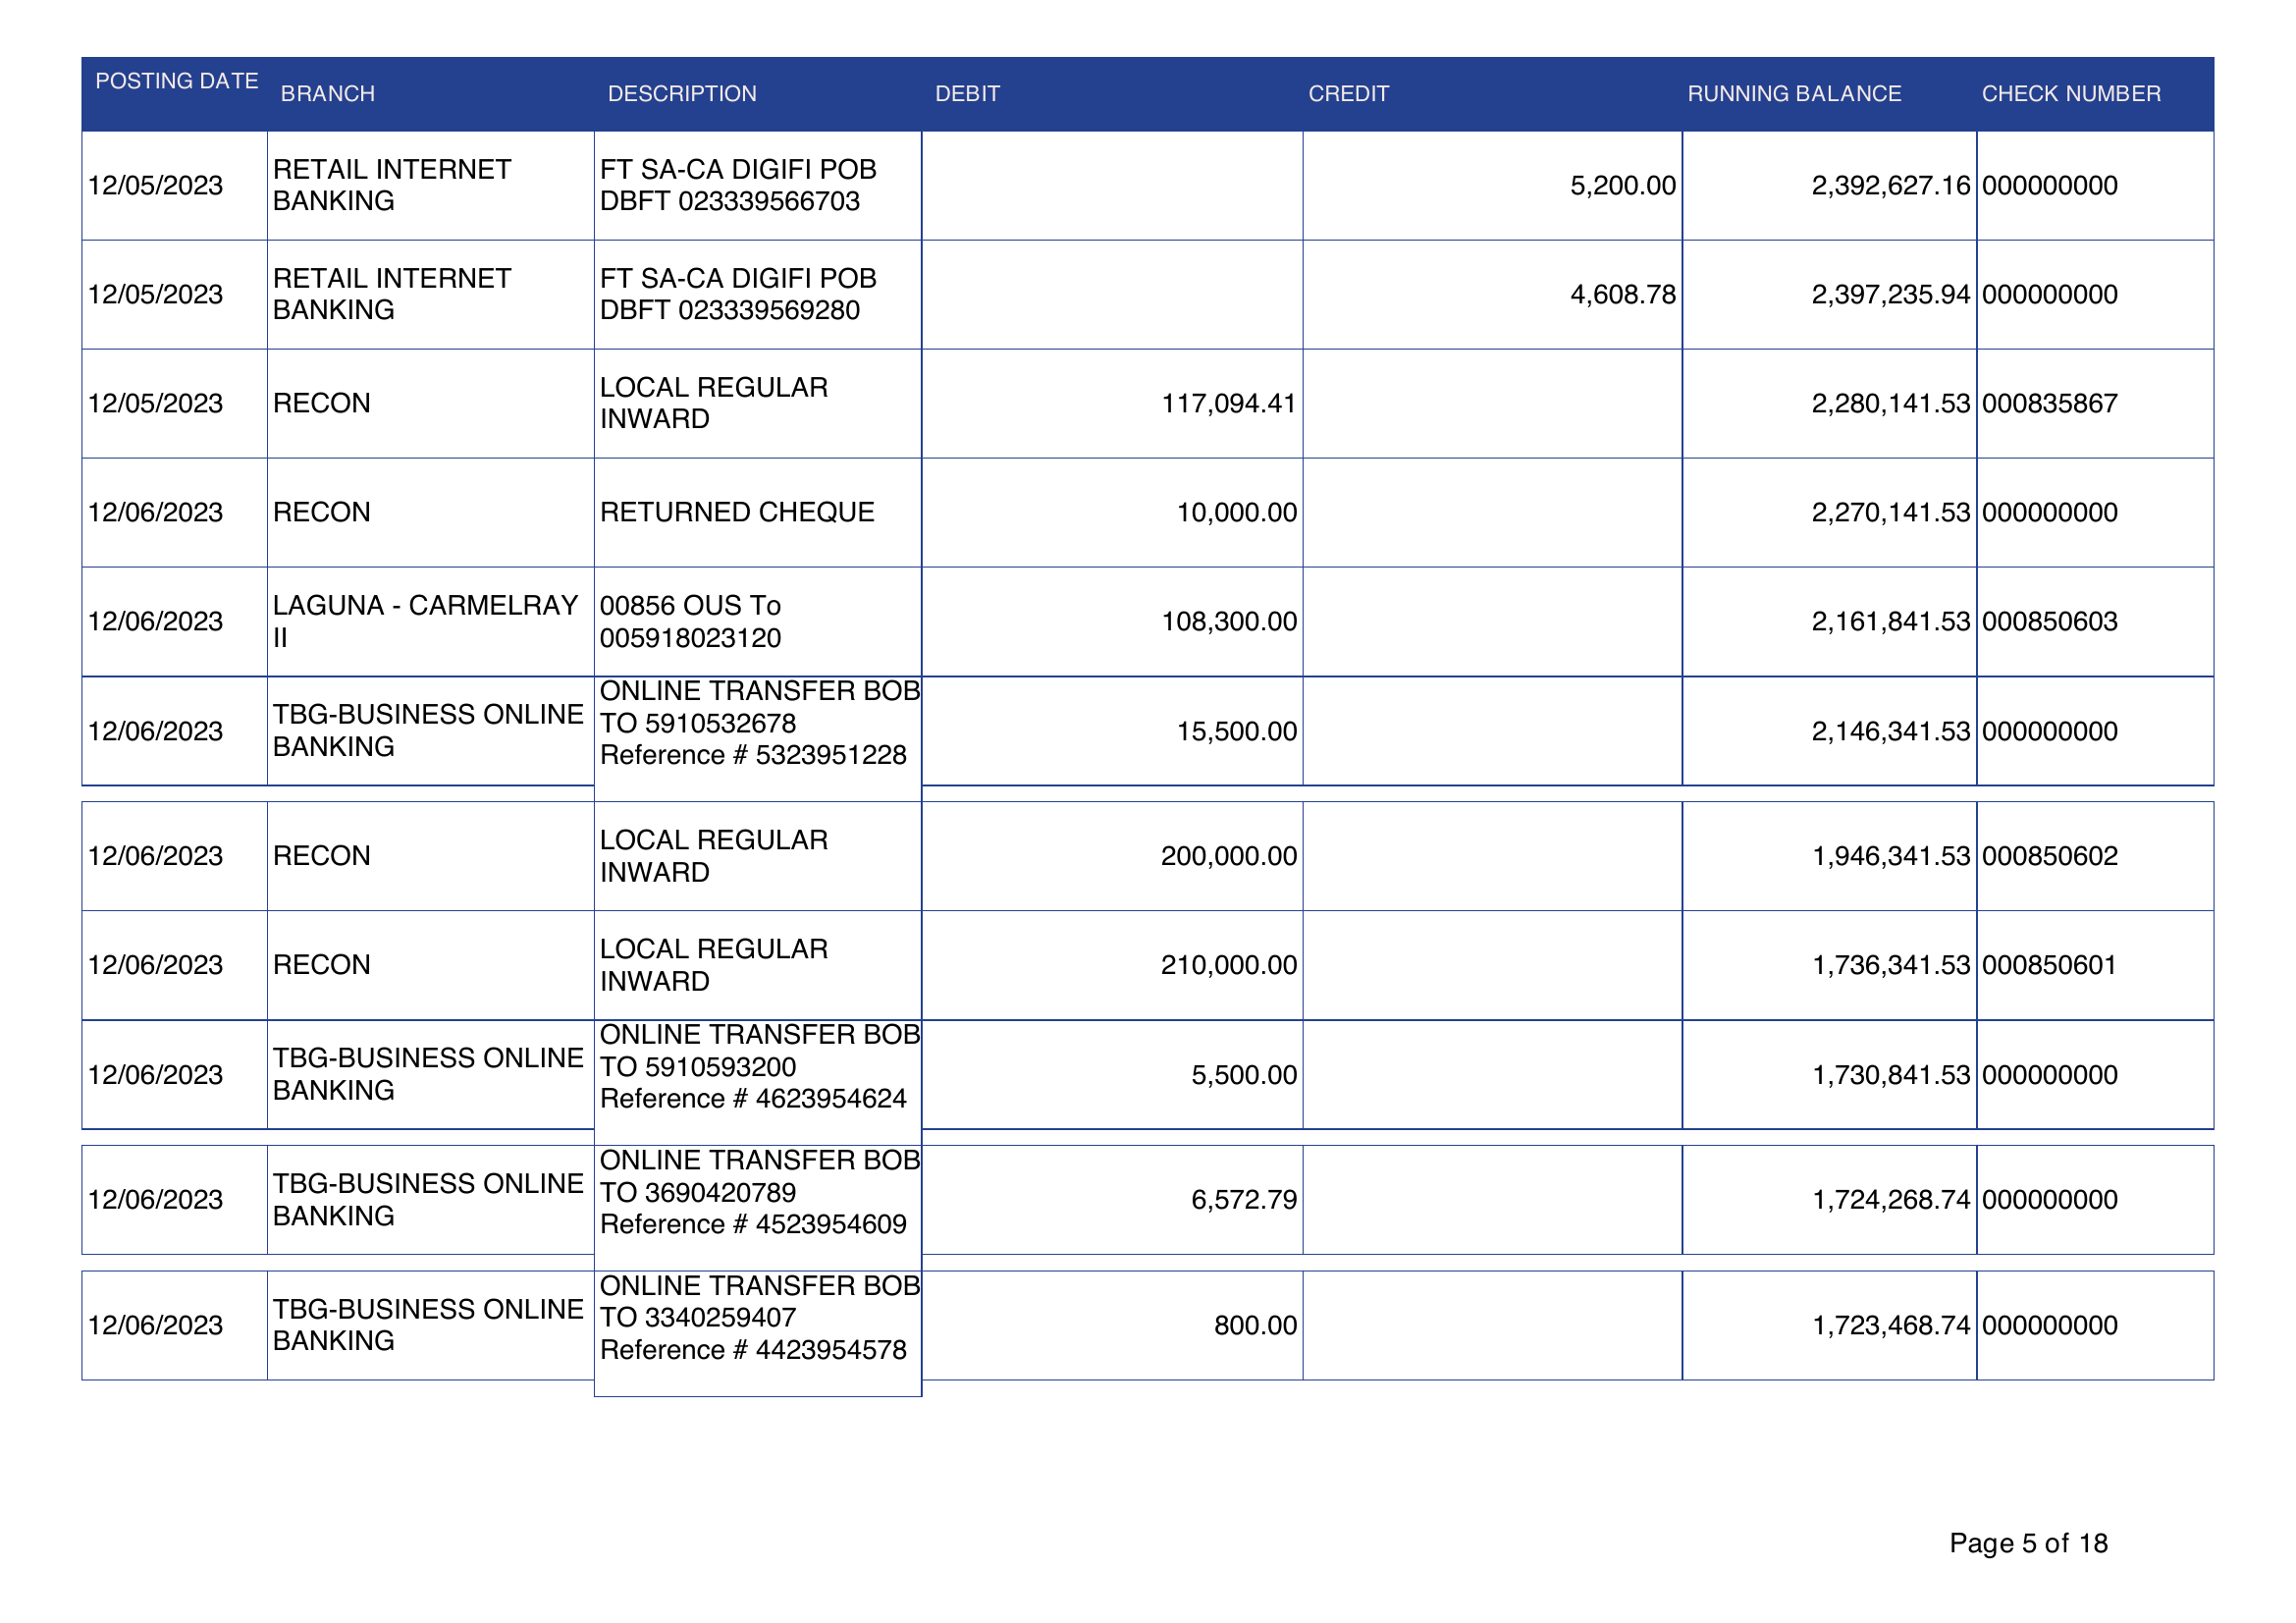 POSTING DATE BRANCH DESCRIPTION DEBIT CREDIT RUNNING BALANCE CHECK NUMBER
12/05/2023 RETAIL INTERNET BANKING FT SA-CA DIGIFI POB DBFT 023339566703 5,200.00 2,392,627.16 000000000
12/05/2023 RETAIL INTERNET BANKING FT SA-CA DIGIFI POB DBFT 023339569280 4,608.78 2,397,235.94 000000000
12/05/2023 RECON LOCAL REGULAR INWARD 117,094.41 2,280,141.53 000835867
12/06/2023 RECON RETURNED CHEQUE 10,000.00 2,270,141.53 000000000
12/06/2023 LAGUNA - CARMELRAY II 00856 OUS To 005918023120 108,300.00 2,161,841.53 000850603
12/06/2023 TBG-BUSINESS ONLINE BANKING ONLINE TRANSFER BOB TO 5910532678 Reference # 5323951228 15,500.00 2,146,341.53 000000000
12/06/2023 RECON LOCAL REGULAR INWARD 200,000.00 1,946,341.53 000850602
12/06/2023 RECON LOCAL REGULAR INWARD 210,000.00 1,736,341.53 000850601
12/06/2023 TBG-BUSINESS ONLINE BANKING ONLINE TRANSFER BOB TO 5910593200 Reference # 4623954624 5,500.00 1,730,841.53 000000000
12/06/2023 TBG-BUSINESS ONLINE BANKING ONLINE TRANSFER BOB TO 3690420789 Reference # 4523954609 6,572.79 1,724,268.74 000000000
12/06/2023 TBG-BUSINESS ONLINE BANKING ONLINE TRANSFER BOB TO 3340259407 Reference # 4423954578 800.00 1,723,468.74 000000000
Page 5 of 18